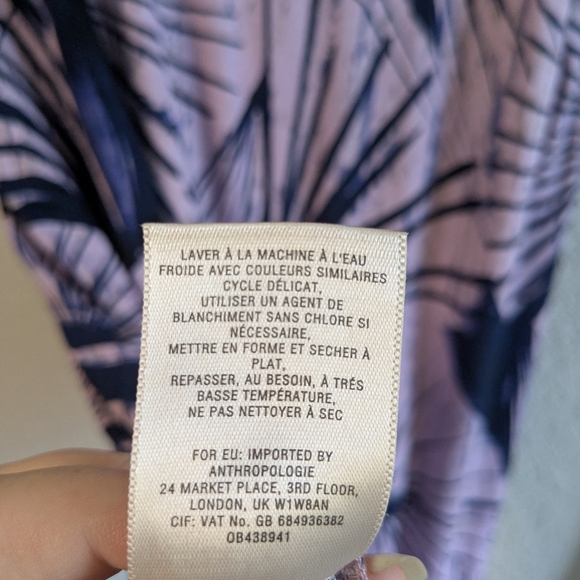 LAVER À LA MACHINE À L'EAU
FROIDE AVEC COULEURS SIMILAIRES
CYCLE DÉLICAT,
UTILISER UN AGENT DE
BLANCHIMENT SANS CHLORE SI
NÉCESSAIRE,
METTRE EN FORME ET SECHER À
PLAT,
REPASSER, AU BESOIN, À TRÉS
BASSE TEMPÉRATURE,
NE PAS NETTOYER À SEC
FOR EU: IMPORTED BY
ANTHROPOLOGIE
24 MARKET PLACE, 3RD FLOOR,
LONDON, UK W1W8AN
CIF: VAT No. GB 684936382
OB438941